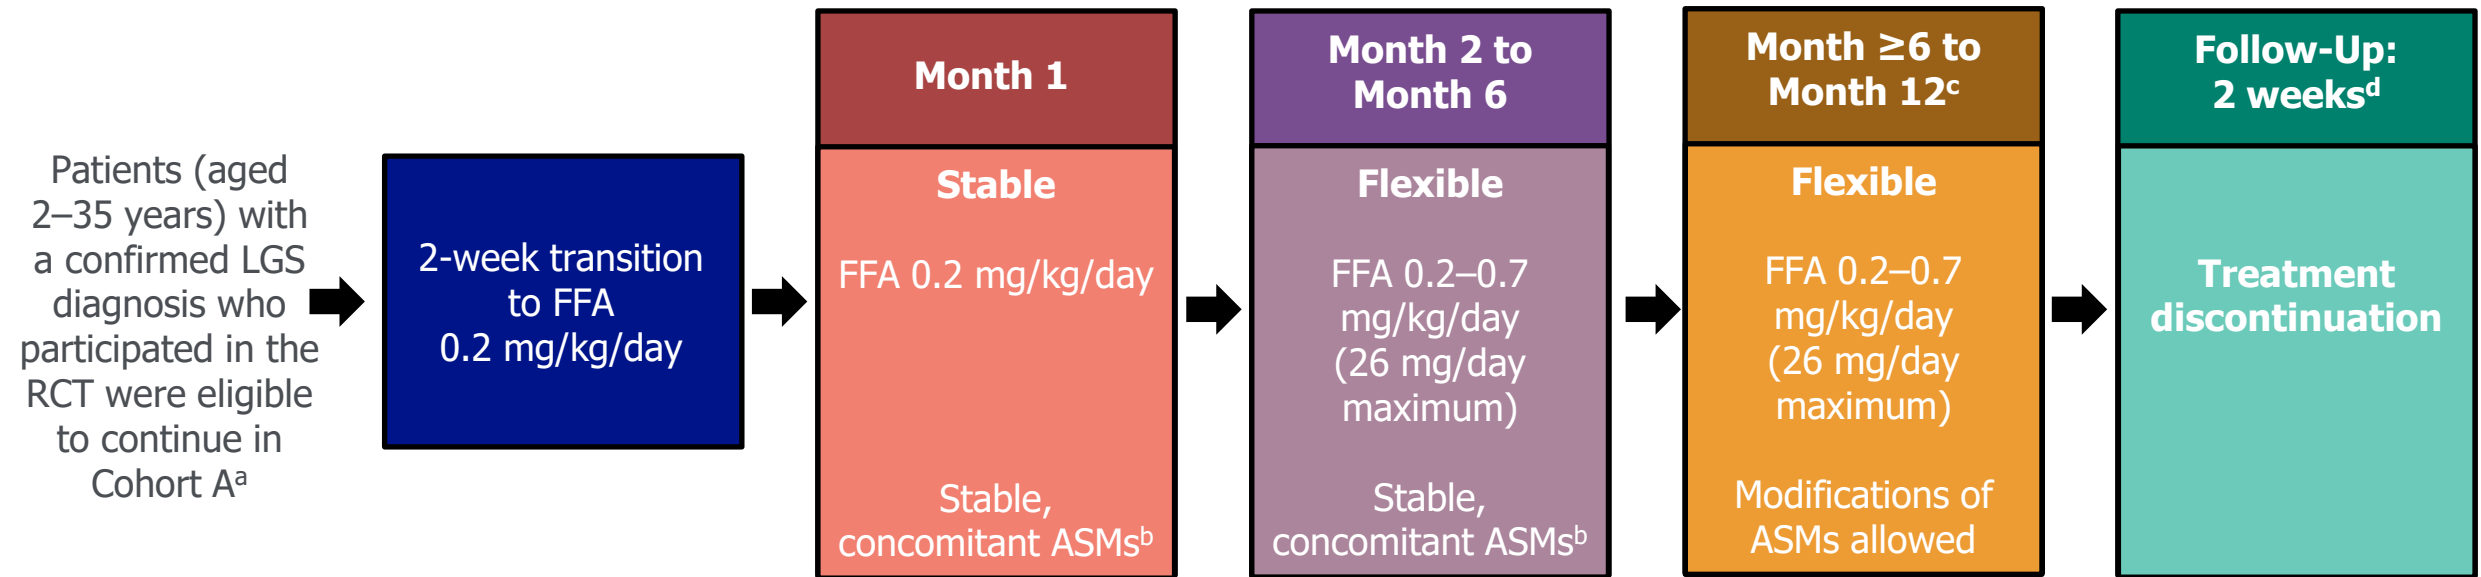 Patients (aged
2–35 years) with
a confirmed LGS
diagnosis who
participated in the
RCT were eligible
to continue in
Cohort Aᵃ
2-week transition
to FFA
0.2 mg/kg/day
Month 1
Stable
FFA 0.2 mg/kg/day
Stable,
concomitant ASMsᵇ
Month 2 to
Month 6
Flexible
FFA 0.2–0.7
mg/kg/day
(26 mg/day
maximum)
Stable,
concomitant ASMsᵇ
Month ≥6 to
Month 12ᶜ
Flexible
FFA 0.2–0.7
mg/kg/day
(26 mg/day
maximum)
Modifications of
ASMs allowed
Follow-Up:
2 weeksᵈ
Treatment
discontinuation